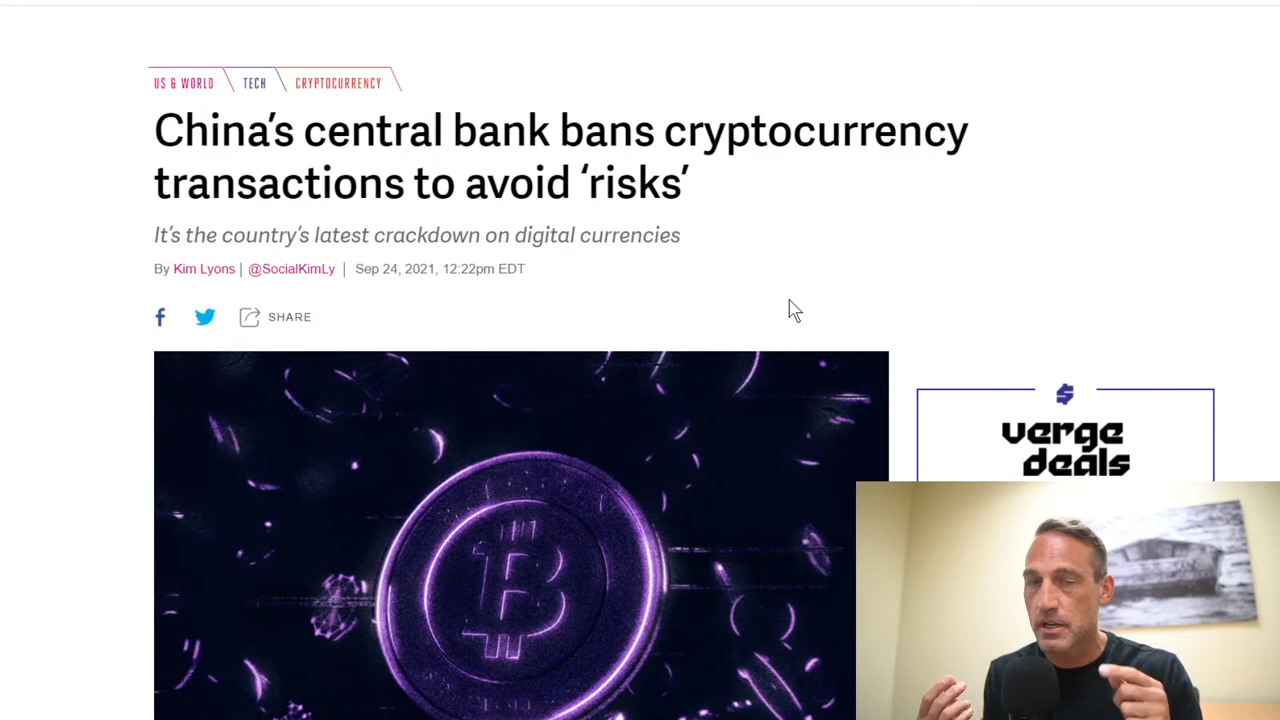 US & WORLD TECH CRYPTOCURRENCY
China's central bank bans cryptocurrency
transactions to avoid ‘risks’
It's the country's latest crackdown on digital currencies
By Kim Lyons | @SocialKimLy | Sep 24, 2021, 12:22pm EDT
SHARE
verge
deals